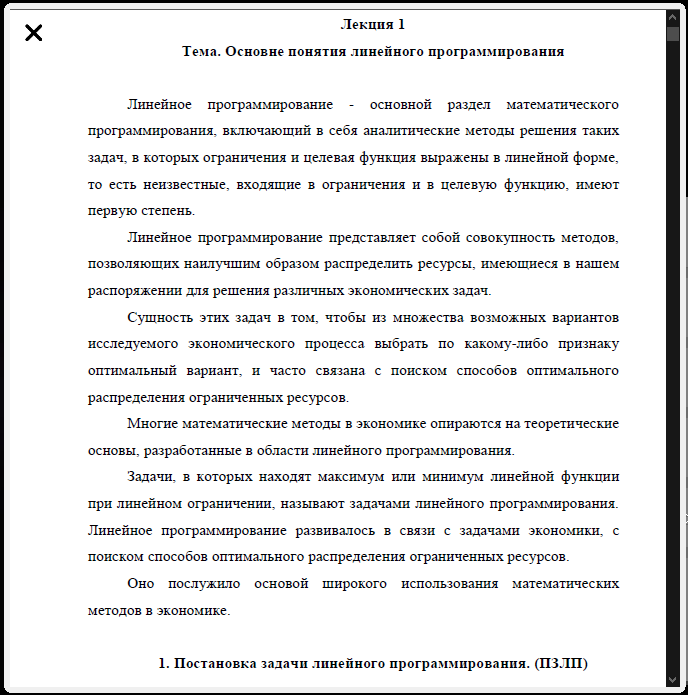 Лекция 1
Тема. Основне понятия линейного программирования
Линейное программирование - основной раздел математического
программирования, включающий в себя аналитические методы решения таких
задач, в которых ограничения и целевая функция выражены в линейной форме,
то есть неизвестные, входящие в ограничения и в целевую функцию, имеют
первую степень.
Линейное программирование представляет собой совокупность методов,
позволяющих наилучшим образом распределить ресурсы, имеющиеся в нашем
распоряжении для решения различных экономических задач.
Сущность этих задач в том, чтобы из множества возможных вариантов
исследуемого экономического процесса выбрать по какому-либо признаку
оптимальный вариант, и часто связана с поиском способов оптимального
распределения ограниченных ресурсов.
Многие математические методы в экономике опираются на теоретические
основы, разработанные в области линейного программирования.
Задачи, в которых находят максимум или минимум линейной функции
при линейном ограничении, называют задачами линейного программирования.
Линейное программирование развивалось в связи с задачами экономики, с
поиском способов оптимального распределения ограниченных ресурсов.
Оно послужило основой широкого использования математических
методов в экономике.
1. Постановка задачи линейного программирования. (ПЗЛП)